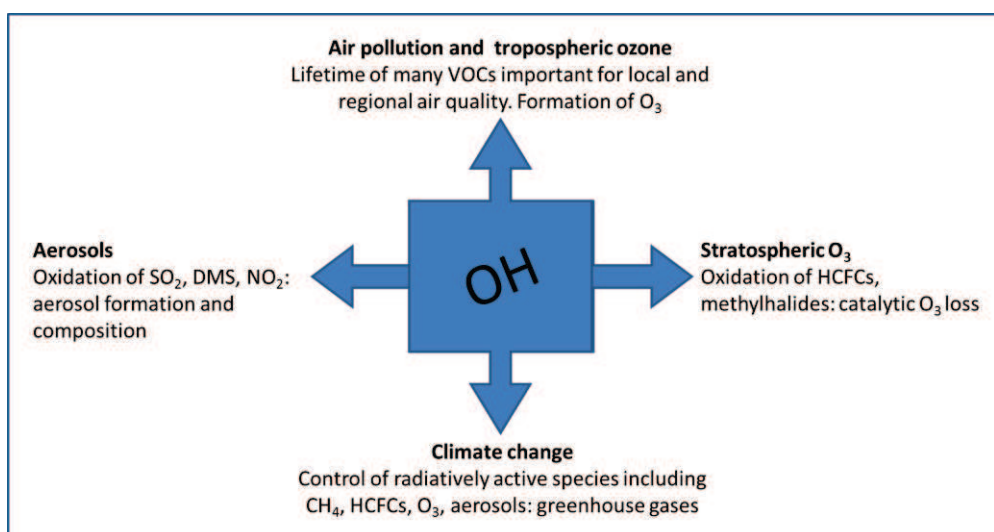 Air pollution and tropospheric ozone
Lifetime of many VOCs important for local and
regional air quality. Formation of O₃
Aerosols
Oxidation of SO₂, DMS, NO₂:
aerosol formation and
composition
OH
Stratospheric O₃
Oxidation of HCFCs,
methylhalides: catalytic O₃ loss
Climate change
Control of radiatively active species including
CH₄, HCFCs, O₃, aerosols: greenhouse gases